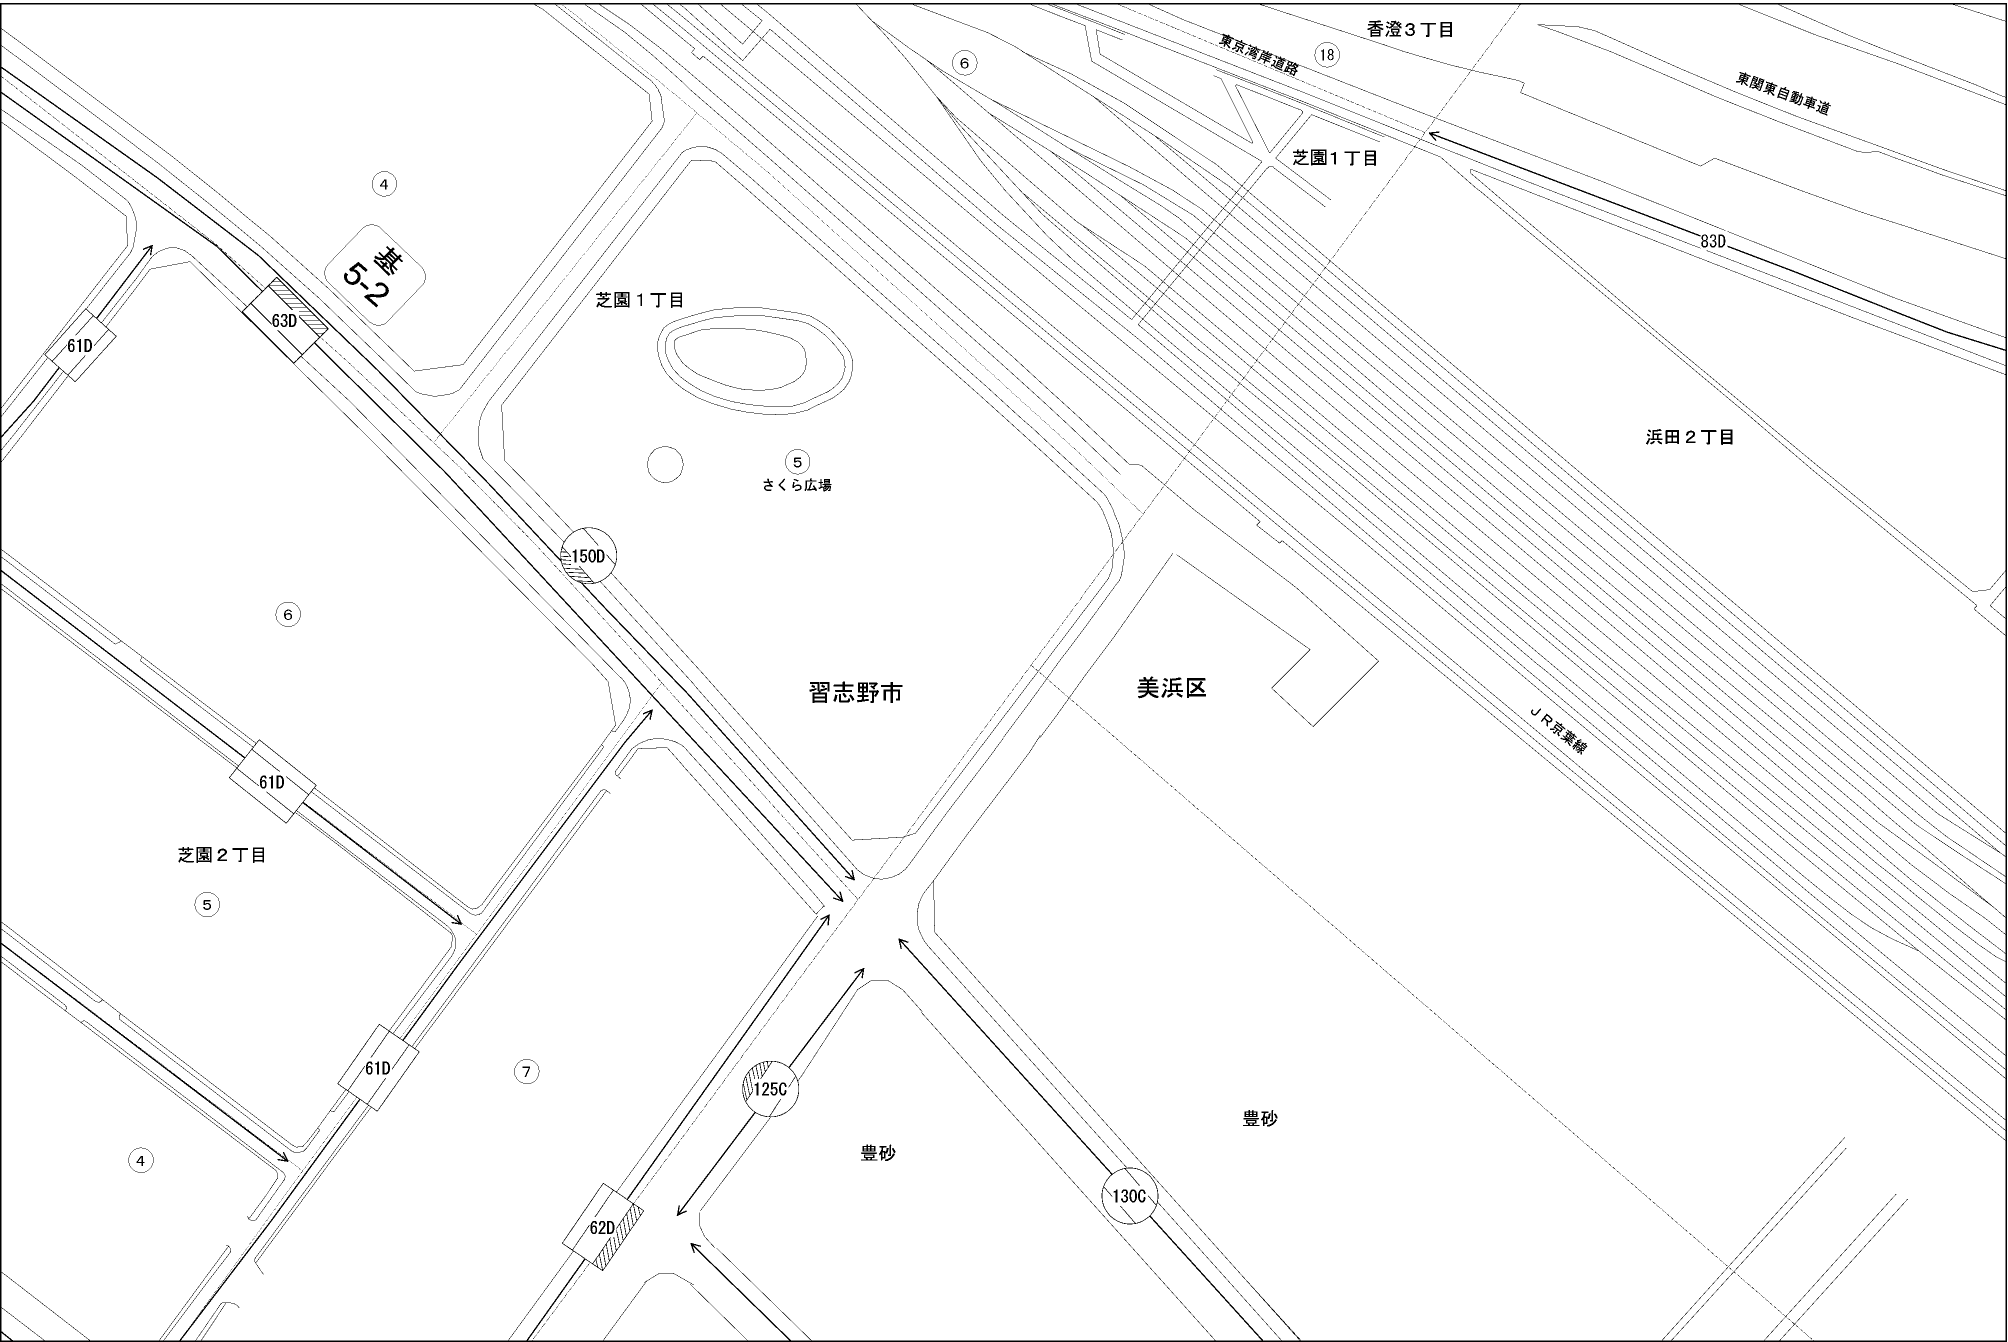 香澄３丁目
18
東京湾岸道路
6
東関東自動車道
芝園１丁目
4
基
5-2
83D
芝園１丁目
63D
61D
浜田２丁目
5
さくら広場
150D
6
習志野市
美浜区
ＪＲ京葉線
61D
芝園２丁目
5
61D
7
125C
豊砂
豊砂
4
130C
62D